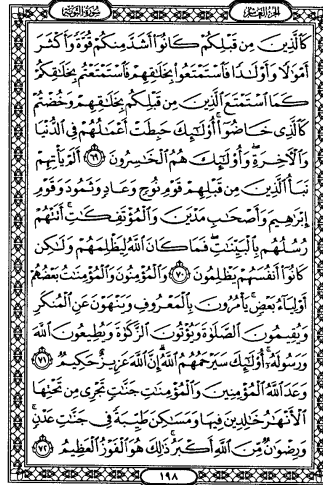 الجزء العاشر سورة التوبة
كَٱلَّذِينَ مِن قَبْلِكُمْ كَانُوٓا۟ أَشَدَّ مِنكُمْ قُوَّةً وَأَكْثَرَ
أَمْوَٰلًا وَأَوْلَٰدًا فَٱسْتَمْتَعُوا۟ بِخَلَٰقِهِمْ فَٱسْتَمْتَعْتُم بِخَلَٰقِكُمْ
كَمَا ٱسْتَمْتَعَ ٱلَّذِينَ مِن قَبْلِكُم بِخَلَٰقِهِمْ وَخُضْتُمْ
كَٱلَّذِى خَاضُوٓا۟ ۚ أُو۟لَٰٓئِكَ حَبِطَتْ أَعْمَٰلُهُمْ فِى ٱلدُّنْيَا
وَٱلْءَاخِرَةِ ۖ وَأُو۟لَٰٓئِكَ هُمُ ٱلْخَٰسِرُونَ ٦٩ أَلَمْ يَأْتِهِمْ
نَبَأُ ٱلَّذِينَ مِن قَبْلِهِمْ قَوْمِ نُوحٍ وَعَادٍ وَثَمُودَ وَقَوْمِ
إِبْرَٰهِيمَ وَأَصْحَٰبِ مَدْيَنَ وَٱلْمُؤْتَفِكَٰتِ ۚ أَتَتْهُمْ
رُسُلُهُم بِٱلْبَيِّنَٰتِ ۖ فَمَا كَانَ ٱللَّهُ لِيَظْلِمَهُمْ وَلَٰكِن
كَانُوٓا۟ أَنفُسَهُمْ يَظْلِمُونَ ٧٠ وَٱلْمُؤْمِنُونَ وَٱلْمُؤْمِنَٰتُ بَعْضُهُمْ
أَوْلِيَآءُ بَعْضٍ ۚ يَأْمُرُونَ بِٱلْمَعْرُوفِ وَيَنْهَوْنَ عَنِ ٱلْمُنكَرِ
وَيُقِيمُونَ ٱلصَّلَوٰةَ وَيُؤْتُونَ ٱلزَّكَوٰةَ وَيُطِيعُونَ ٱللَّهَ
وَرَسُولَهُۥٓ ۚ أُو۟لَٰٓئِكَ سَيَرْحَمُهُمُ ٱللَّهُ ۗ إِنَّ ٱللَّهَ عَزِيزٌ حَكِيمٌ ٧١
وَعَدَ ٱللَّهُ ٱلْمُؤْمِنِينَ وَٱلْمُؤْمِنَٰتِ جَنَّٰتٍ تَجْرِى مِن تَحْتِهَا
ٱلْأَنْهَٰرُ خَٰلِدِينَ فِيهَا وَمَسَٰكِنَ طَيِّبَةً فِى جَنَّٰتِ عَدْنٍ ۚ
وَرِضْوَٰنٌ مِّنَ ٱللَّهِ أَكْبَرُ ۚ ذَٰلِكَ هُوَ ٱلْفَوْزُ ٱلْعَظِيمُ ٧٢
١٩٨